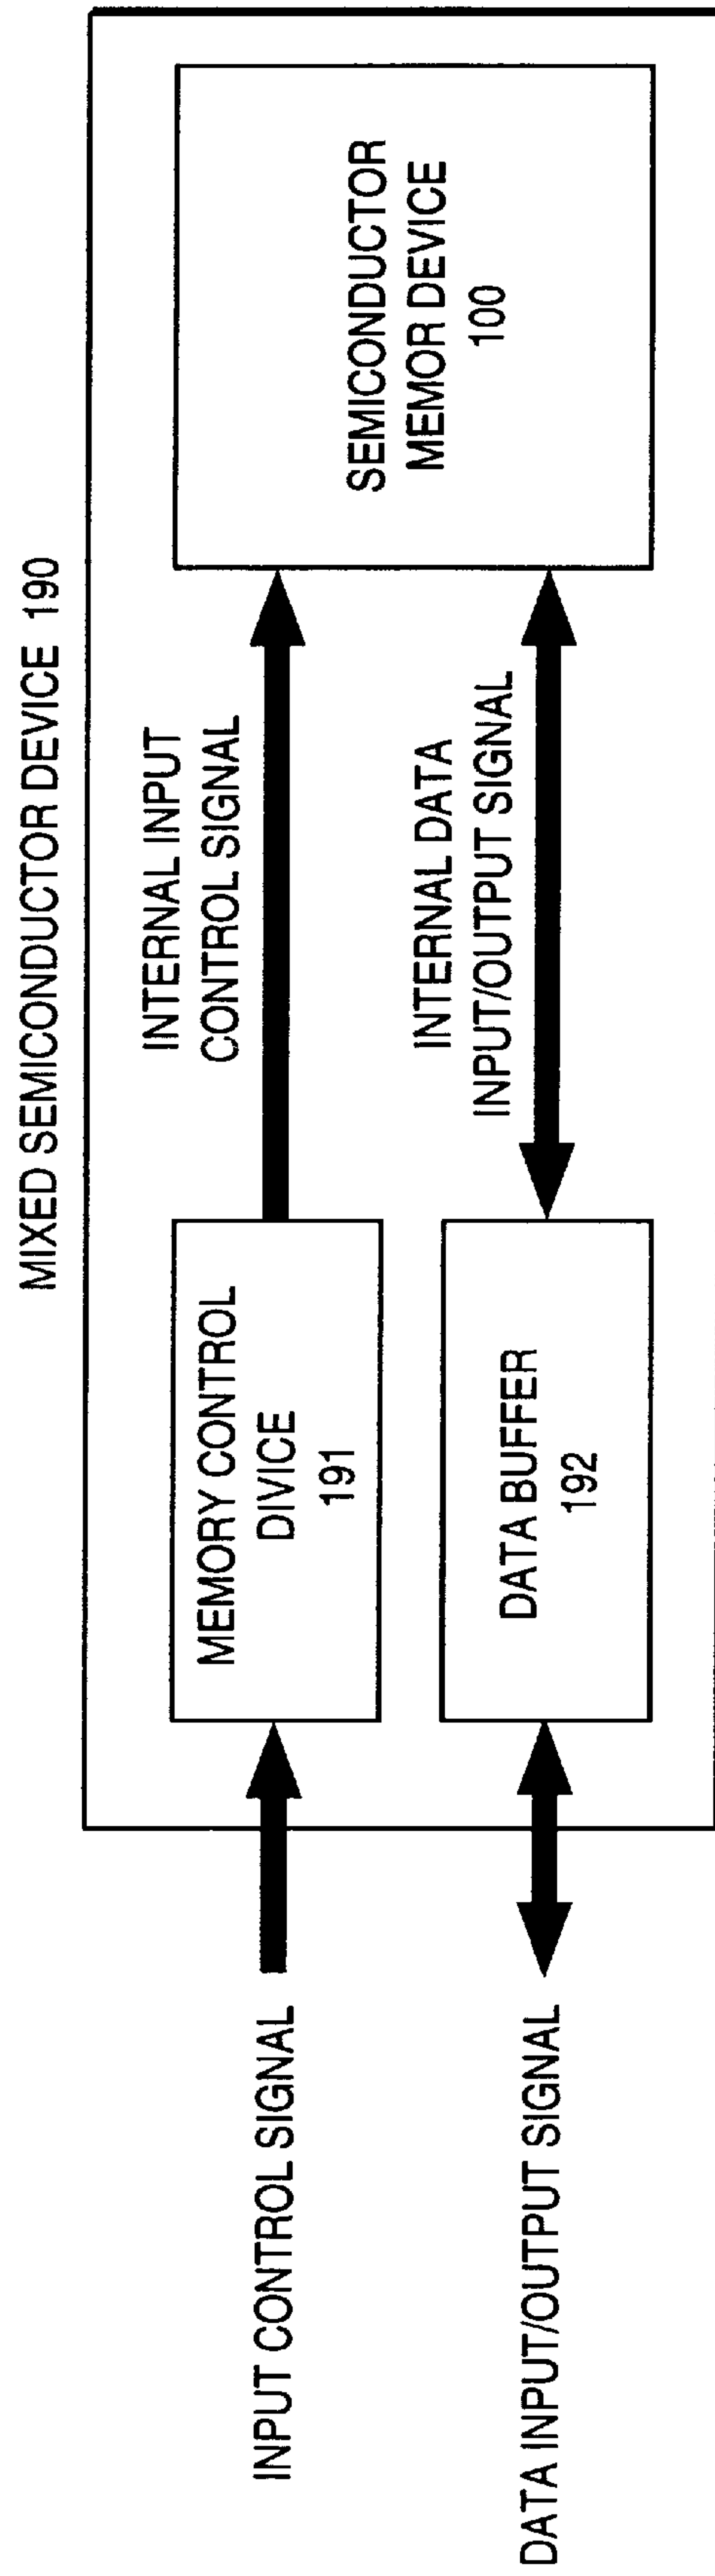 MIXED SEMICONDUCTOR DEVICE 190
INPUT CONTROL SIGNAL
MEMORY CONTROL
DIVICE
191
INTERNAL INPUT
CONTROL SIGNAL
SEMICONDUCTOR
MEMOR DEVICE
100
DATA INPUT/OUTPUT SIGNAL
DATA BUFFER
192
INTERNAL DATA
INPUT/OUTPUT SIGNAL